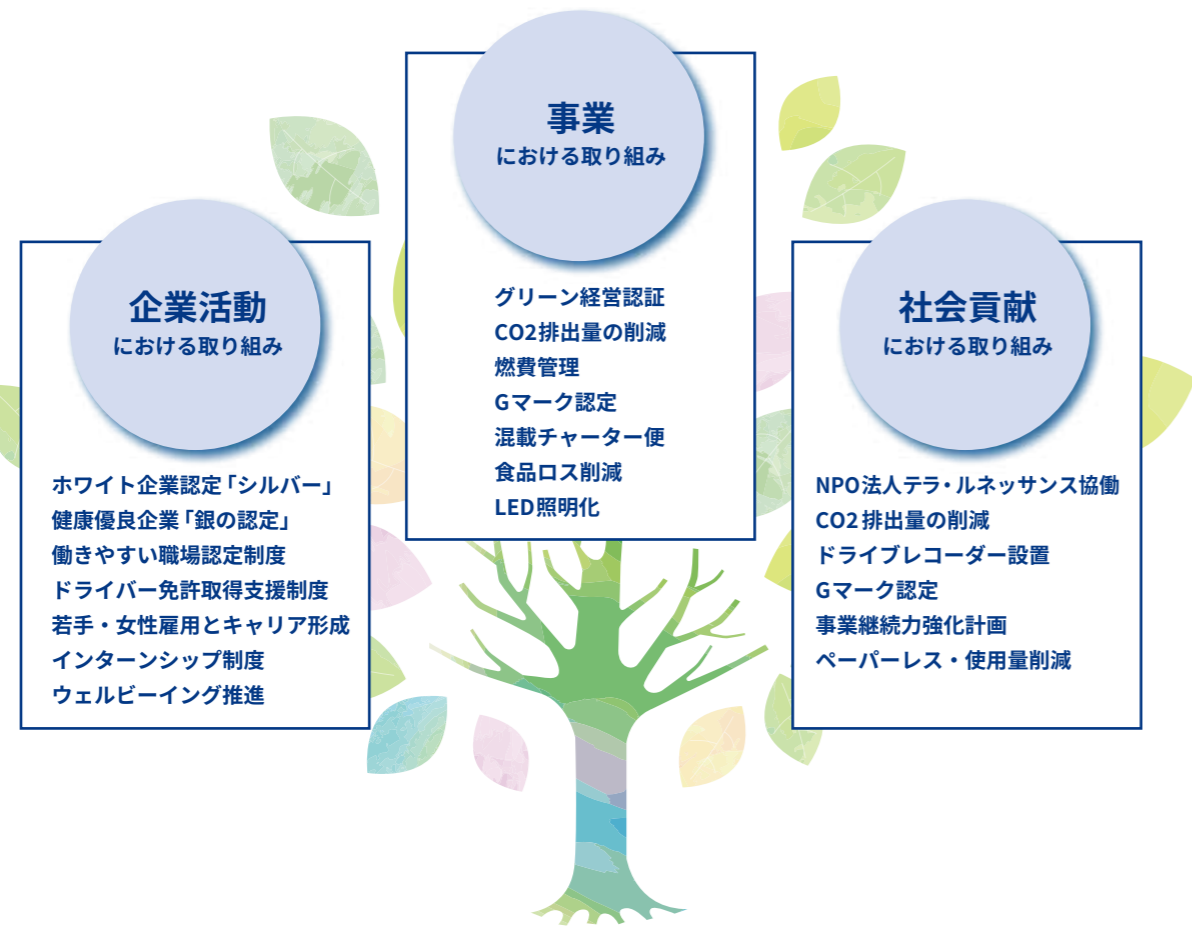 事業
における取り組み
グリーン経営認証
CO2排出量の削減
燃費管理
Gマーク認定
混載チャーター便
食品ロス削減
LED照明化
企業活動
における取り組み
ホワイト企業認定「シルバー」
健康優良企業「銀の認定」
働きやすい職場認定制度
ドライバー免許取得支援制度
若手・女性雇用とキャリア形成
インターンシップ制度
ウェルビーイング推進
社会貢献
における取り組み
NPO法人テラ・ルネッサンス協働
CO2排出量の削減
ドライブレコーダー設置
Gマーク認定
事業継続力強化計画
ペーパーレス・使用量削減